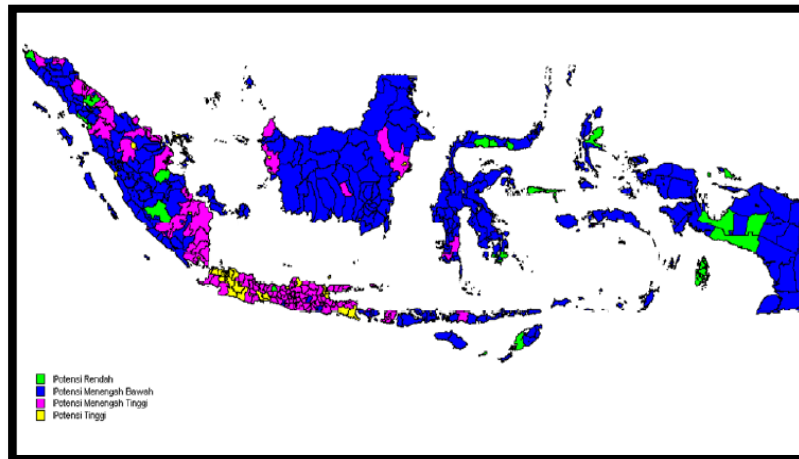 Potensi Rendah
Potensi Menengah Bawah
Potensi Menengah Tinggi
Potensi Tinggi